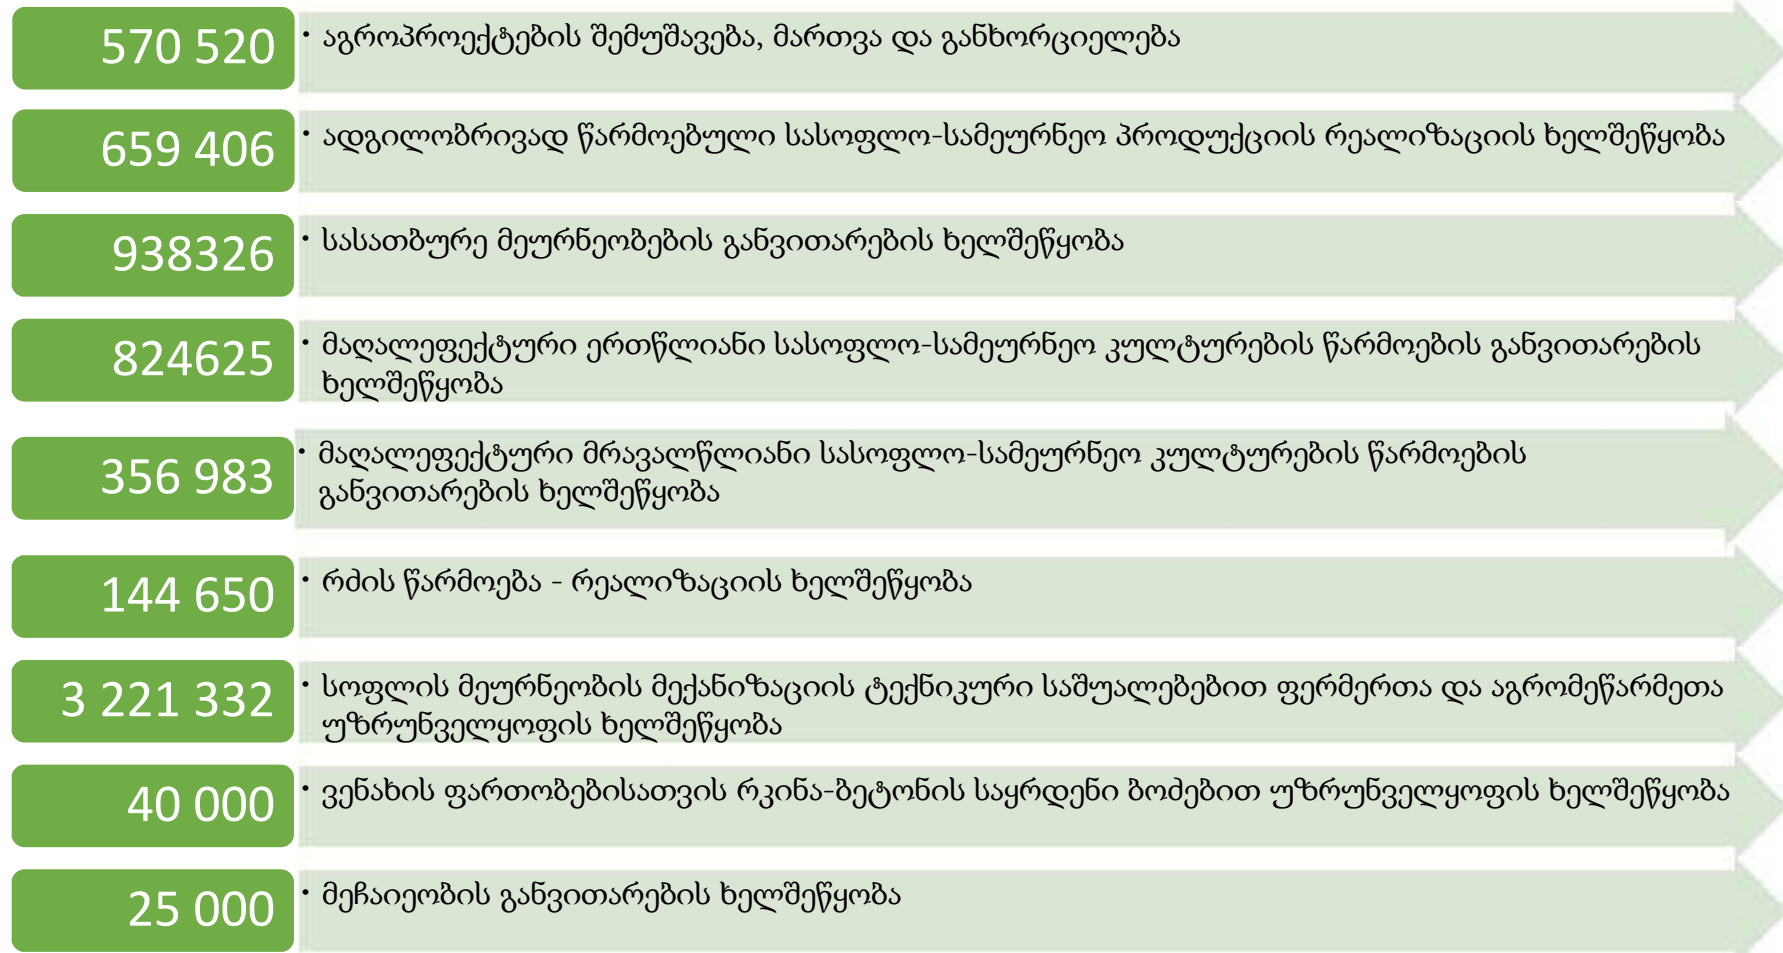 570 520
• აგროპროექტების შემუშავება, მართვა და განხორციელება
659 406
• ადგილობრივად წარმოებული სასოფლო-სამეურნეო პროდუქციის რეალიზაციის ხელშეწყობა
938326
• სასათბურე მეურნეობების განვითარების ხელშეწყობა
824625
• მაღალეფექტური ერთწლიანი სასოფლო-სამეურნეო კულტურების წარმოების განვითარების
ხელშეწყობა
356 983
• მაღალეფექტური მრავალწლიანი სასოფლო-სამეურნეო კულტურების წარმოების
განვითარების ხელშეწყობა
144 650
• რძის წარმოება - რეალიზაციის ხელშეწყობა
3 221 332
• სოფლის მეურნეობის მექანიზაციის ტექნიკური საშუალებებით ფერმერთა და აგრომეწარმეთა
უზრუნველყოფის ხელშეწყობა
40 000
• ვენახის ფართობებისათვის რკინა-ბეტონის საყრდენი ბოძებით უზრუნველყოფის ხელშეწყობა
25 000
• მეჩაიეობის განვითარების ხელშეწყობა